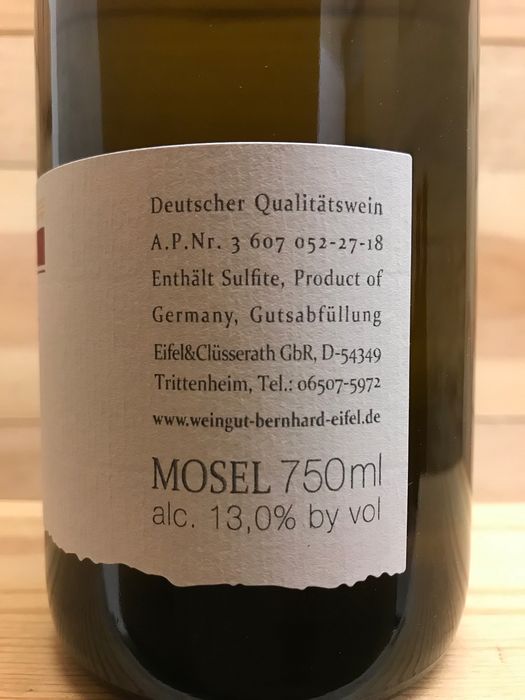 Deutscher Qualitätswein
A.P.Nr. 3 607 052-27-18
Enthält Sulfite, Product of
Germany, Gutsabfüllung
Eifel&Clüsserath GbR, D-54349
Trittenheim, Tel.: 06507-5972
www.weingut-bernhard-eifel.de
MOSEL 750ml
alc. 13,0% by vol